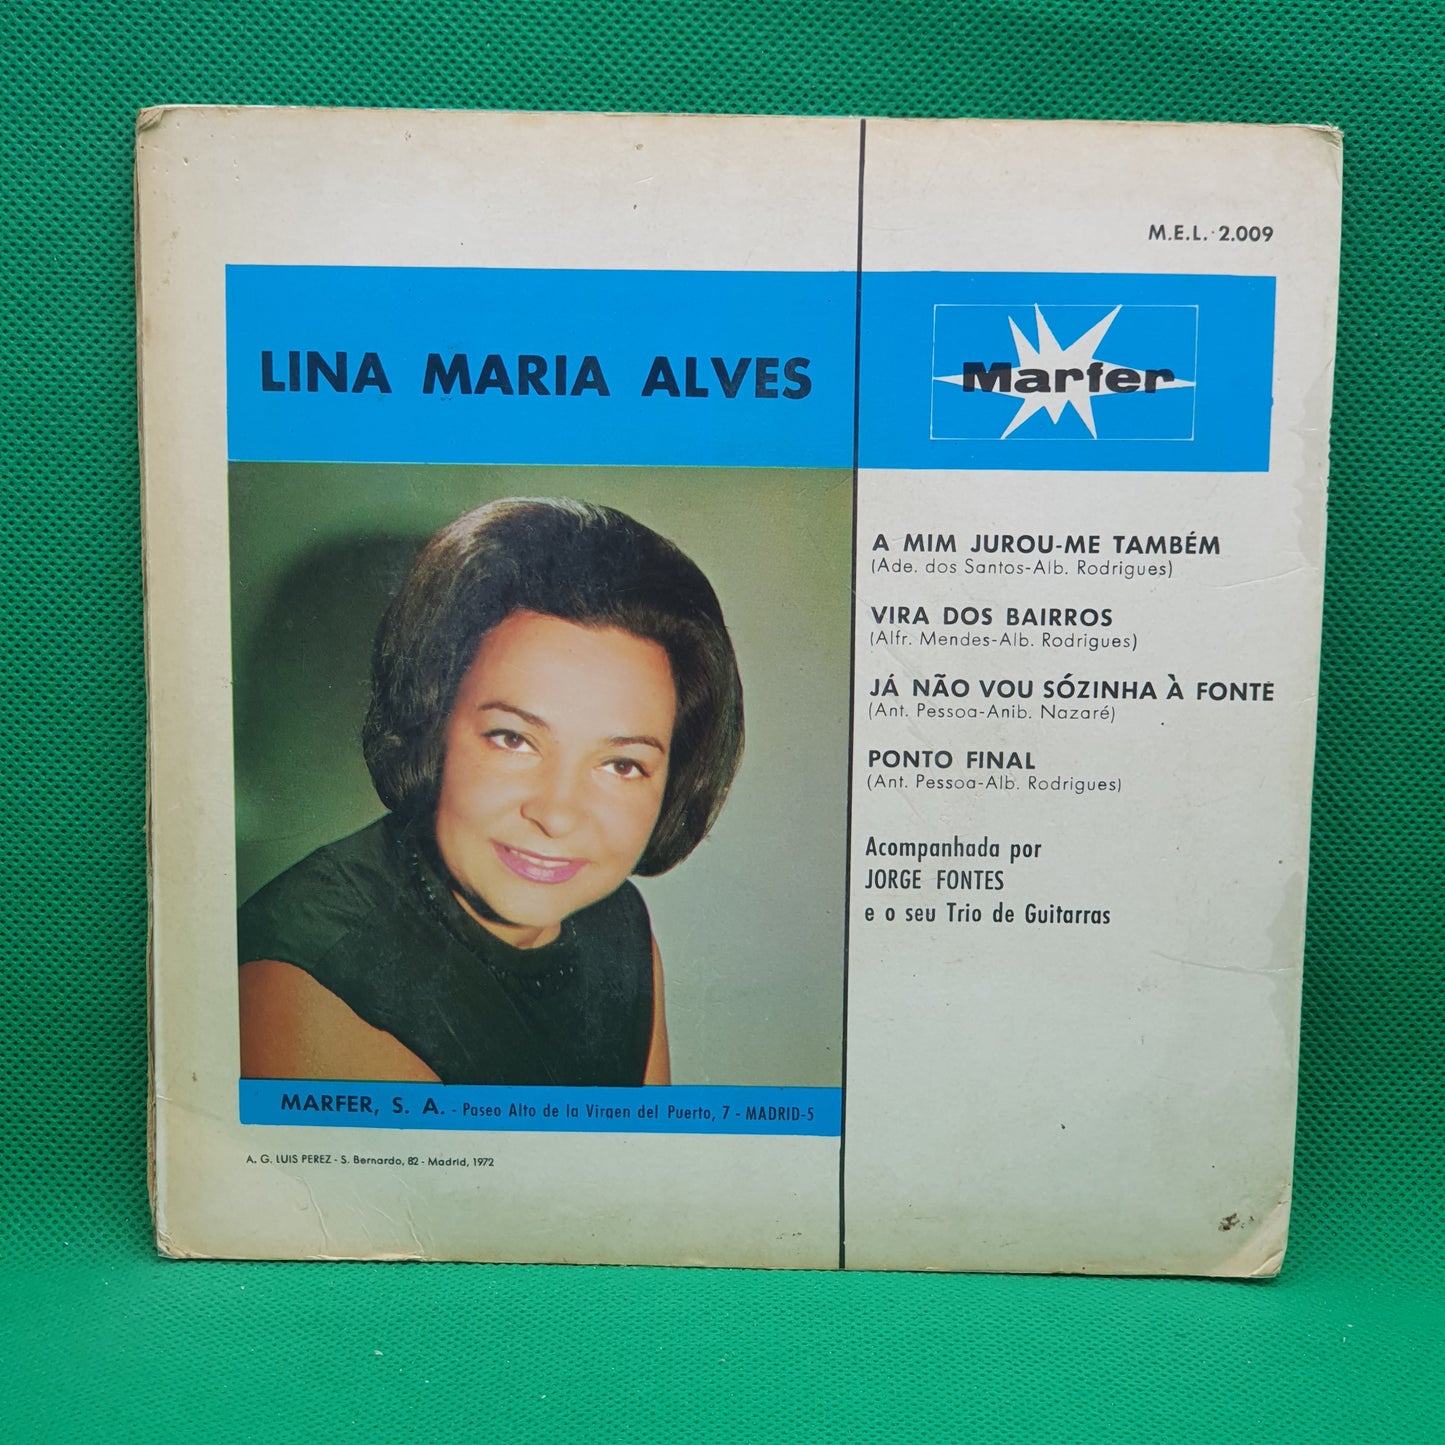 M.E.L. 2.009
LINA MARIA ALVES
Marfer
A MIM JUROU-ME TAMBÉM
(Ade. dos Santos-Alb. Rodrigues)
VIRA DOS BAIRROS
(Alfr. Mendes-Alb. Rodrigues)
JÁ NÃO VOU SÓZINHA À FONTE
(Ant. Pessoa-Anib. Nazaré)
PONTO FINAL
(Ant. Pessoa-Alb. Rodrigues)
Acompanhada por
JORGE FONTES
e o seu Trio de Guitarras
MARFER, S. A. - Paseo Alto de la Virgen del Puerto, 7 - MADRID-5
A. G. LUIS PEREZ - S. Bernardo, 82 - Madrid, 1972